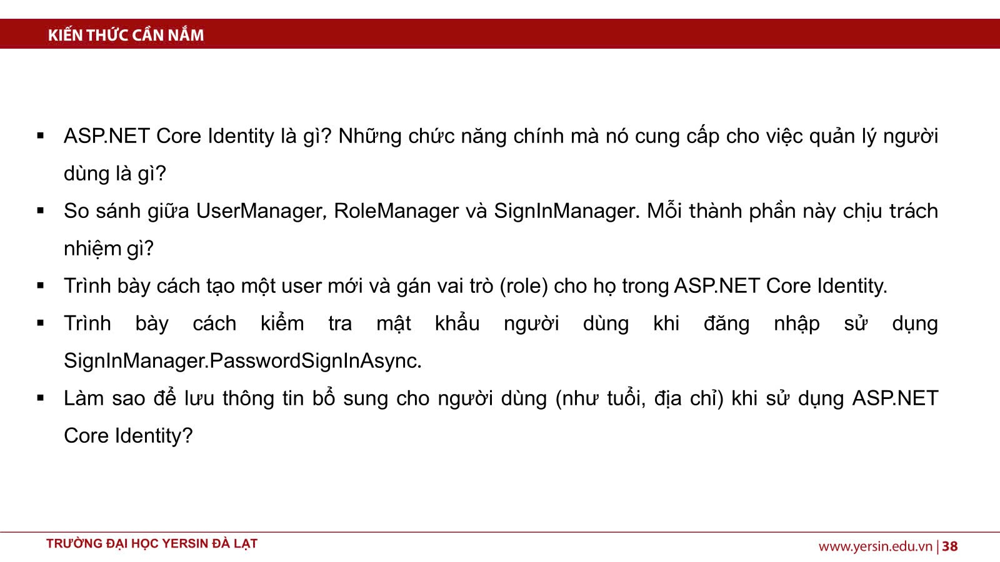 KIẾN THỨC CẦN NẮM
▪ ASP.NET Core Identity là gì? Những chức năng chính mà nó cung cấp cho việc quản lý người
dùng là gì?
▪ So sánh giữa UserManager, RoleManager và SignInManager. Mỗi thành phần này chịu trách
nhiệm gì?
▪ Trình bày cách tạo một user mới và gán vai trò (role) cho họ trong ASP.NET Core Identity.
▪ Trình bày cách kiểm tra mật khẩu người dùng khi đăng nhập sử dụng
SignInManager.PasswordSignInAsync.
▪ Làm sao để lưu thông tin bổ sung cho người dùng (như tuổi, địa chỉ) khi sử dụng ASP.NET
Core Identity?
TRƯỜNG ĐẠI HỌC YERSIN ĐÀ LẠT
www.yersin.edu.vn | 38